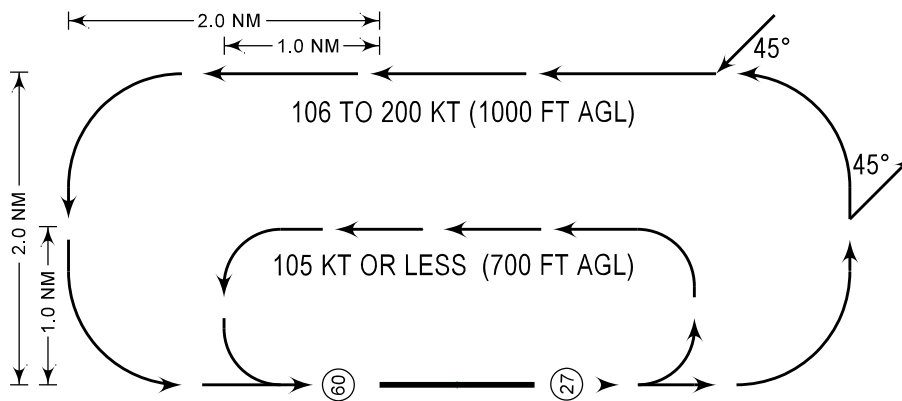 2.0 NM
1.0 NM
45°
106 TO 200 KT (1000 FT AGL)
45°
2.0 NM
1.0 NM
105 KT OR LESS (700 FT AGL)
09
27